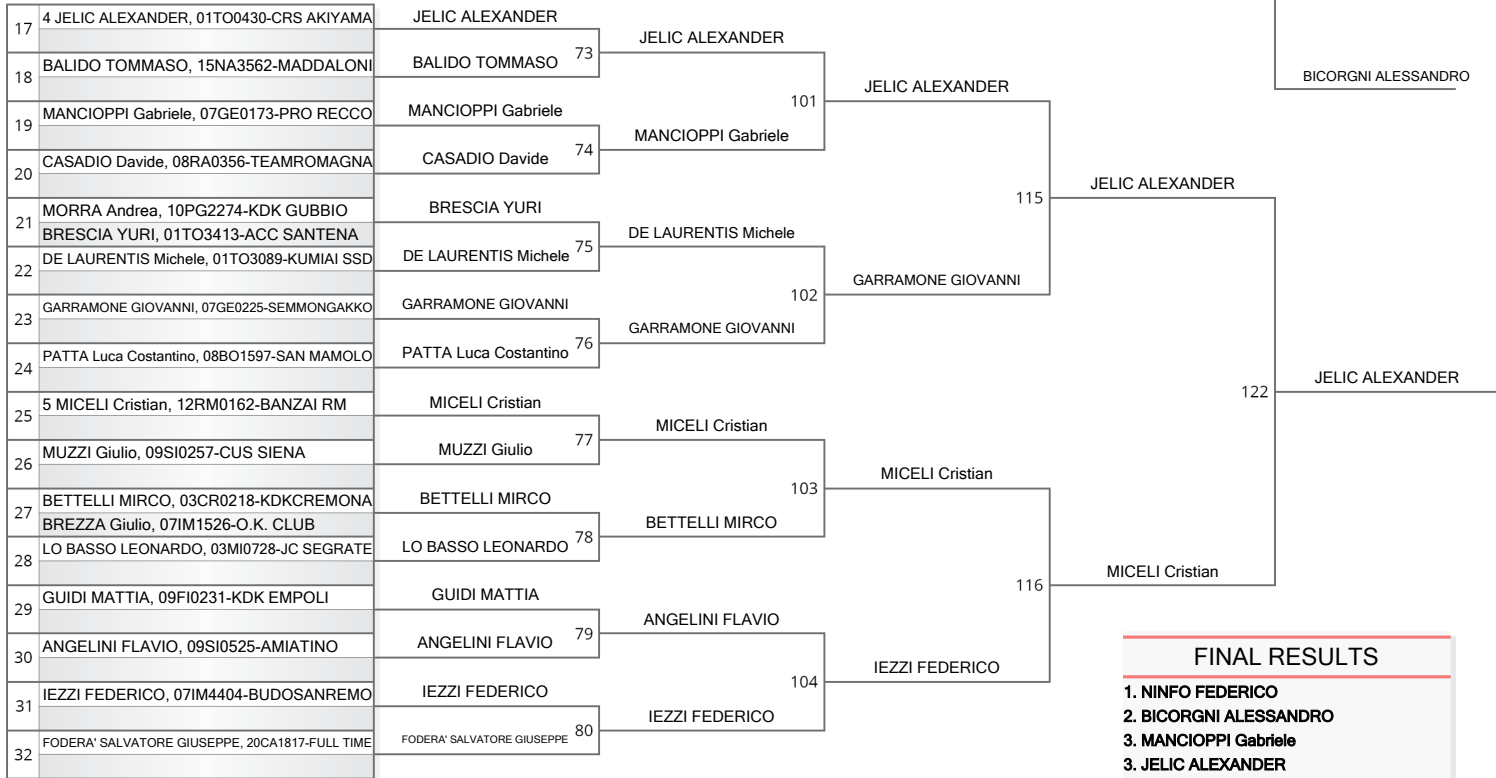 17
4 JELIC ALEXANDER, 01TO0430-CRS AKIYAMA
18
BALIDO TOMMASO, 15NA3562-MADDALONI
19
MANCIOPPI Gabriele, 07GE0173-PRO RECCO
20
CASADIO Davide, 08RA0356-TEAMROMAGNA
21
MORRA Andrea, 10PG2274-KDK GUBBIO
BRESCIA YURI, 01TO3413-ACC SANTENA
22
DE LAURENTIS Michele, 01TO3089-KUMIAI SSD
23
GARRAMONE GIOVANNI, 07GE0225-SEMMONGAKKO
24
PATTA Luca Costantino, 08BO1597-SAN MAMOLO
25
5 MICELI Cristian, 12RM0162-BANZAI RM
26
MUZZI Giulio, 09SI0257-CUS SIENA
27
BETTELLI MIRCO, 03CR0218-KDKCREMONA
BREZZA Giulio, 07IM1526-O.K. CLUB
28
LO BASSO LEONARDO, 03MI0728-JC SEGRATE
29
GUIDI MATTIA, 09FI0231-KDK EMPOLI
30
ANGELINI FLAVIO, 09SI0525-AMIATINO
31
IEZZI FEDERICO, 07IM4404-BUDOSANREMO
32
FODERA' SALVATORE GIUSEPPE, 20CA1817-FULL TIME
JELIC ALEXANDER
73
BALIDO TOMMASO
MANCIOPPI Gabriele
74
CASADIO Davide
BRESCIA YURI
75
DE LAURENTIS Michele
GARRAMONE GIOVANNI
76
PATTA Luca Costantino
MICELI Cristian
77
MUZZI Giulio
BETTELLI MIRCO
78
LO BASSO LEONARDO
GUIDI MATTIA
79
ANGELINI FLAVIO
IEZZI FEDERICO
80
FODERA' SALVATORE GIUSEPPE
JELIC ALEXANDER
101
MANCIOPPI Gabriele
DE LAURENTIS Michele
102
GARRAMONE GIOVANNI
MICELI Cristian
103
BETTELLI MIRCO
ANGELINI FLAVIO
104
IEZZI FEDERICO
JELIC ALEXANDER
115
GARRAMONE GIOVANNI
MICELI Cristian
116
IEZZI FEDERICO
JELIC ALEXANDER
122
MICELI Cristian
BICORGNI ALESSANDRO
JELIC ALEXANDER
FINAL RESULTS
1. NINFO FEDERICO
2. BICORGNI ALESSANDRO
3. MANCIOPPI Gabriele
3. JELIC ALEXANDER